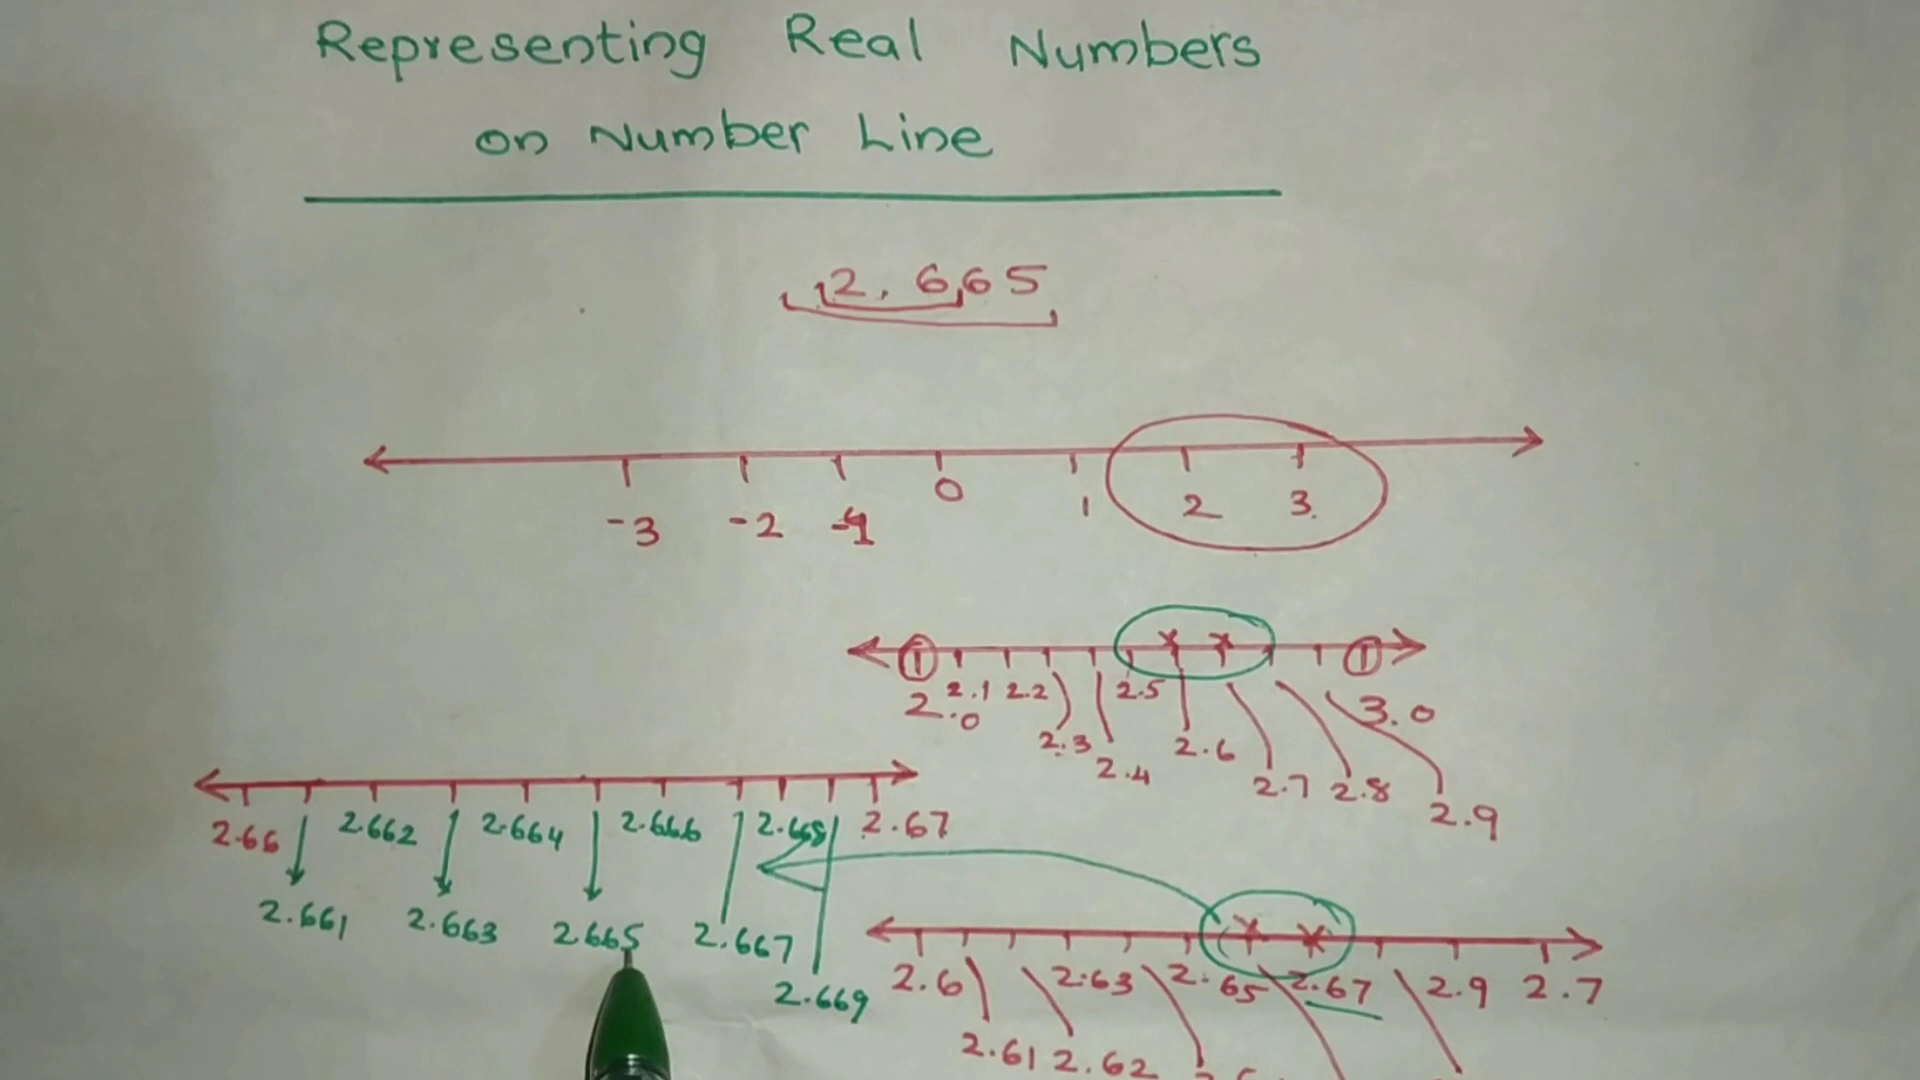 Representing Real Numbers
on Number Line
2.665
-3 -2 -1 0 1 2 3
2.0 2.1 2.2 2.3 2.4 2.5 2.6 2.7 2.8 2.9 3.0
2.66 2.662 2.664 2.666 2.668 2.67
2.661 2.663 2665 2.667 2.669
2.6 2.63 2.65 2.67 2.9 2.7
2.61 2.62